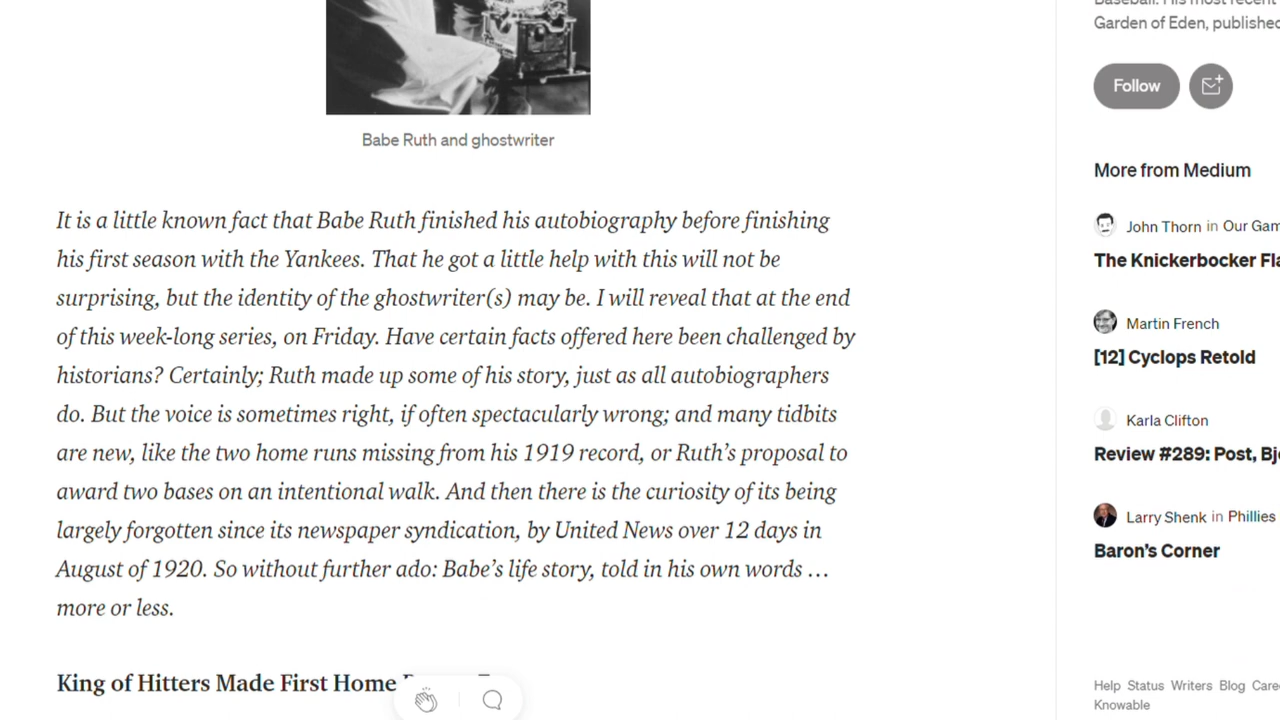 Babe Ruth and ghostwriter
It is a little known fact that Babe Ruth finished his autobiography before finishing
his first season with the Yankees. That he got a little help with this will not be
surprising, but the identity of the ghostwriter(s) may be. I will reveal that at the end
of this week-long series, on Friday. Have certain facts offered here been challenged by
historians? Certainly; Ruth made up some of his story, just as all autobiographers
do. But the voice is sometimes right, if often spectacularly wrong; and many tidbits
are new, like the two home runs missing from his 1919 record, or Ruth’s proposal to
award two bases on an intentional walk. And then there is the curiosity of its being
largely forgotten since its newspaper syndication, by United News over 12 days in
August of 1920. So without further ado: Babe’s life story, told in his own words …
more or less.
King of Hitters Made First Home
Baseball. His most recent
Garden of Eden, published
Follow
More from Medium
John Thorn in Our Gam
The Knickerbocker Fla
Martin French
[12] Cyclops Retold
Karla Clifton
Review #289: Post, Bj
Larry Shenk in Phillies
Baron’s Corner
Help Status Writers Blog Care
Knowable